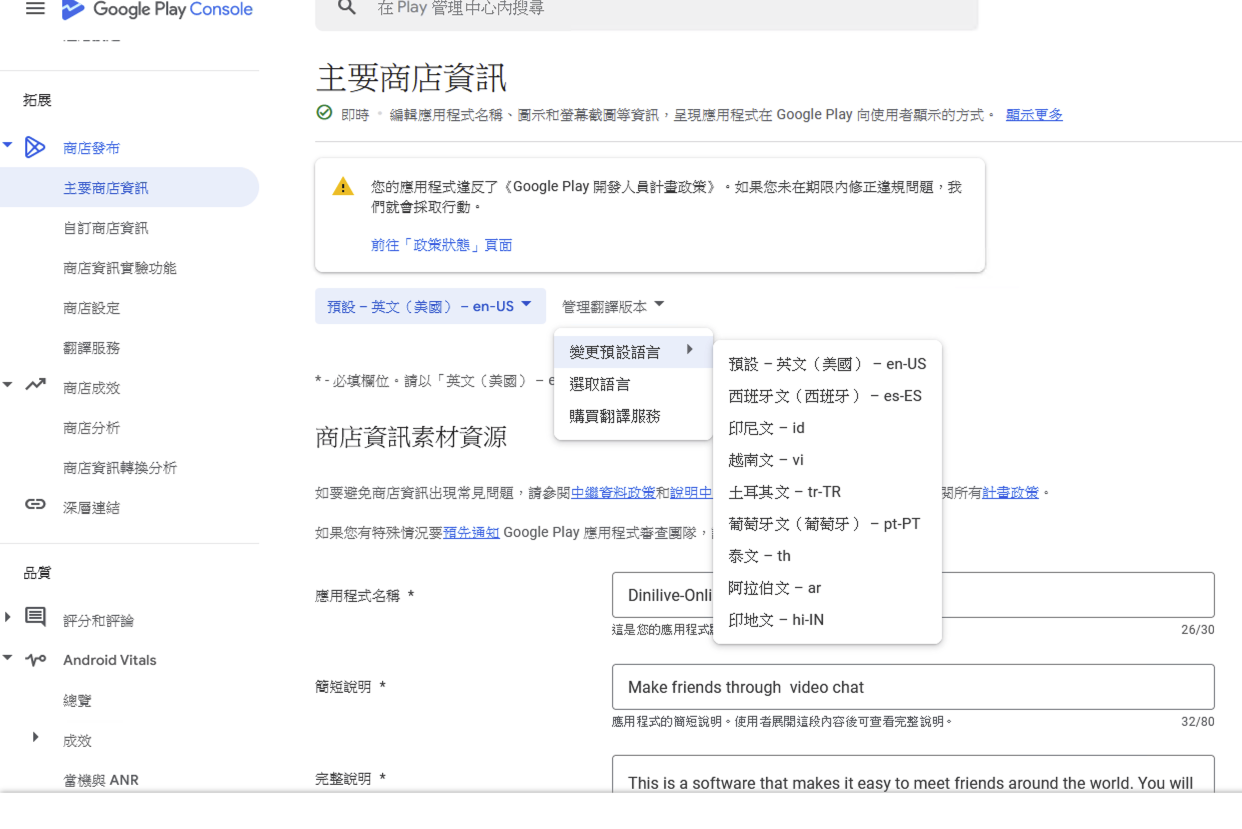 Google Play Console
在 Play 管理中心內搜尋
拓展
商店發布
主要商店資訊
自訂商店資訊
商店資訊實驗功能
商店設定
翻譯服務
商店成效
商店分析
商店資訊轉換分析
深層連結
品質
評分和評論
Android Vitals
總覽
成效
當機與 ANR
主要商店資訊
即時 • 編輯應用程式名稱、圖示和螢幕截圖等資訊，呈現應用程式在 Google Play 向使用者顯示的方式。 顯示更多
您的應用程式違反了《Google Play 開發人員計畫政策》。如果您未在期限內修正違規問題，我
們就會採取行動。
前往「政策狀態」頁面
預設 – 英文（美國） – en-US
管理翻譯版本
變更預設語言
選取語言
購買翻譯服務
預設 – 英文（美國） – en-US
西班牙文（西班牙） – es-ES
印尼文 – id
越南文 – vi
土耳其文 – tr-TR
葡萄牙文（葡萄牙） – pt-PT
泰文 – th
阿拉伯文 – ar
印地文 – hi-IN
* - 必填欄位。請以「英文（美國） – e
商店資訊素材資源
如要避免商店資訊出現常見問題，請參閱中繼資料政策和說明中 閱所有計畫政策。
如果您有特殊情況要預先通知 Google Play 應用程式審查團隊，
應用程式名稱 *
Dinilive-Onli
這是您的應用程式
26/30
簡短說明 *
Make friends through video chat
應用程式的簡短說明。使用者展開這段內容後可查看完整說明。
32/80
完整說明 *
This is a software that makes it easy to meet friends around the world. You will